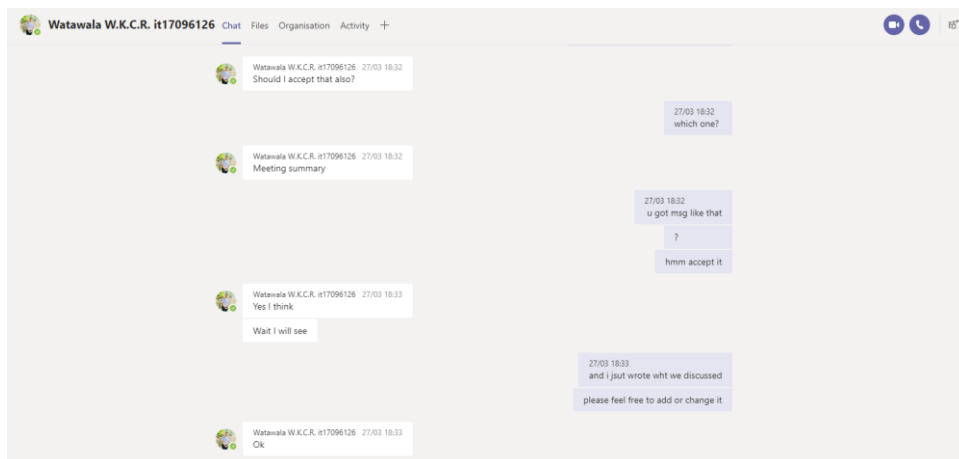 Watawala W.K.C.R. it17096126 Chat Files Organisation Activity +
Watawala W.K.C.R. it17096126 27/03 18:32
Should I accept that also?
27/03 18:32
which one?
Watawala W.K.C.R. it17096126 27/03 18:32
Meeting summary
27/03 18:32
u got msg like that
?
hmm accept it
Watawala W.K.C.R. it17096126 27/03 18:33
Yes I think
Wait I will see
27/03 18:33
and i jsut wrote wht we discussed
please feel free to add or change it
Watawala W.K.C.R. it17096126 27/03 18:33
Ok